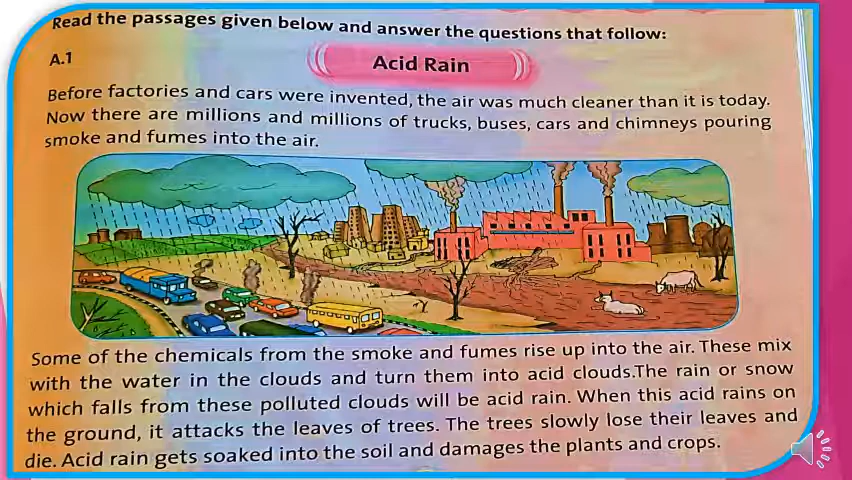 Read the passages given below and answer the questions that follow:
A.1
Acid Rain
Before factories and cars were invented, the air was much cleaner than it is today.
Now there are millions and millions of trucks, buses, cars and chimneys pouring
smoke and fumes into the air.
Some of the chemicals from the smoke and fumes rise up into the air. These mix
with the water in the clouds and turn them into acid clouds.The rain or snow
which falls from these polluted clouds will be acid rain. When this acid rains on
the ground, it attacks the leaves of trees. The trees slowly lose their leaves and
die. Acid rain gets soaked into the soil and damages the plants and crops.